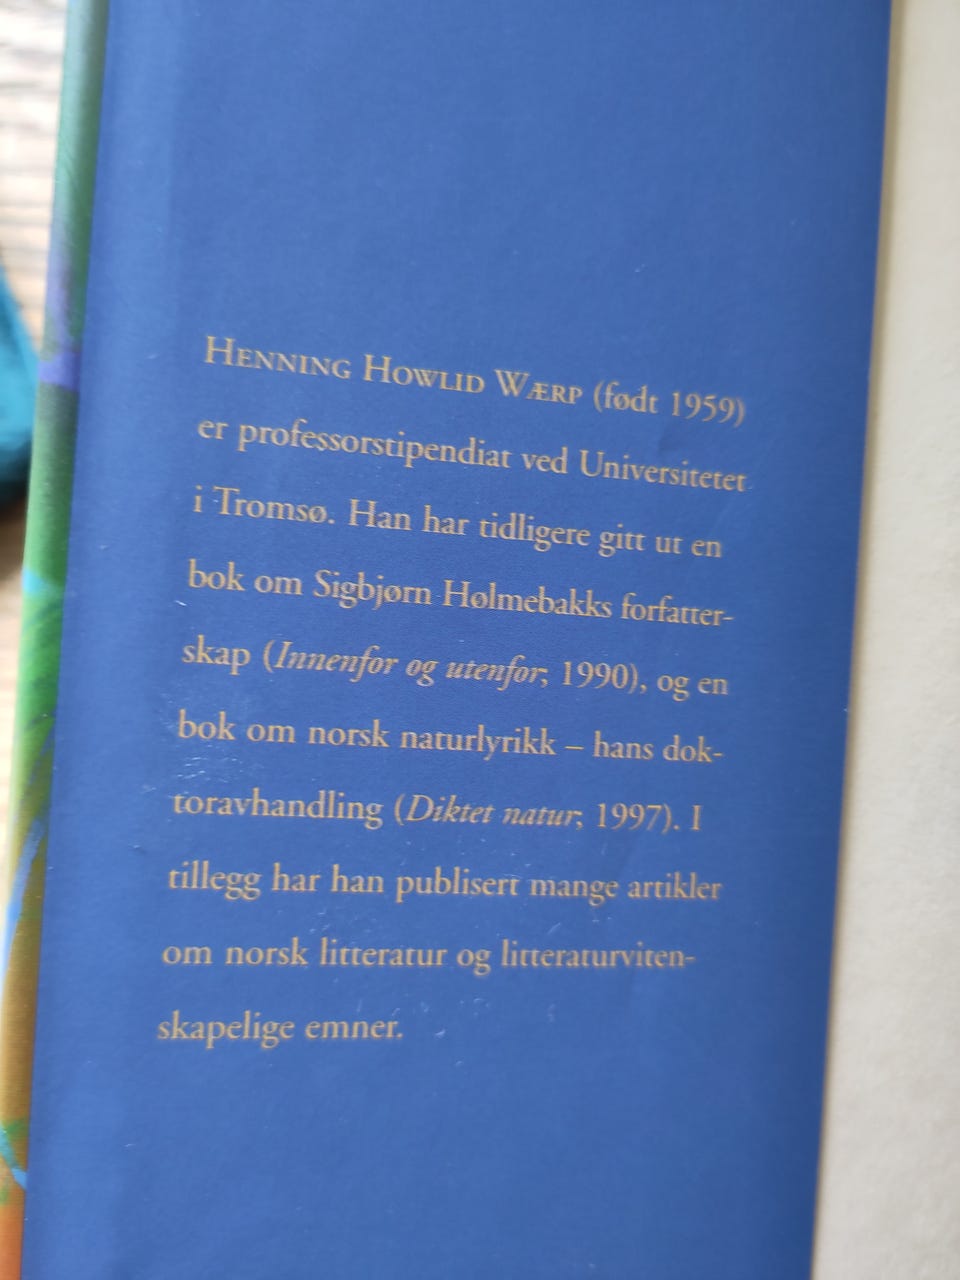 HENNING HOWLID WÆRP (født 1959)
er professorstipendiat ved Universitetet
i Tromsø. Han har tidligere gitt ut en
bok om Sigbjørn Hølmebakks forfatter-
skap (Innenfor og utenfor; 1990), og en
bok om norsk naturlyrikk – hans dok-
toravhandling (Diktet natur; 1997). I
tillegg har han publisert mange artikler
om norsk litteratur og litteraturviten-
skapelige emner.